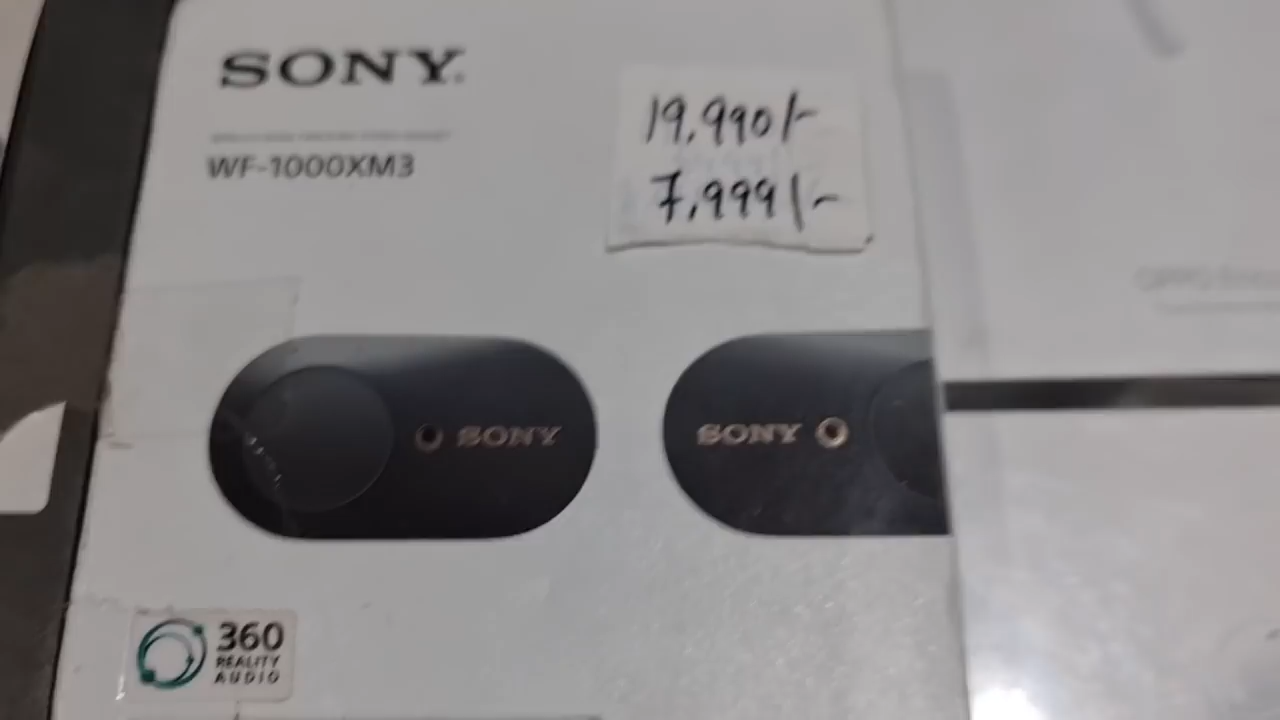 SONY
WF-1000XM3
19,990/-
7,999/-
SONY
SONY
360
REALITY
AUDIO